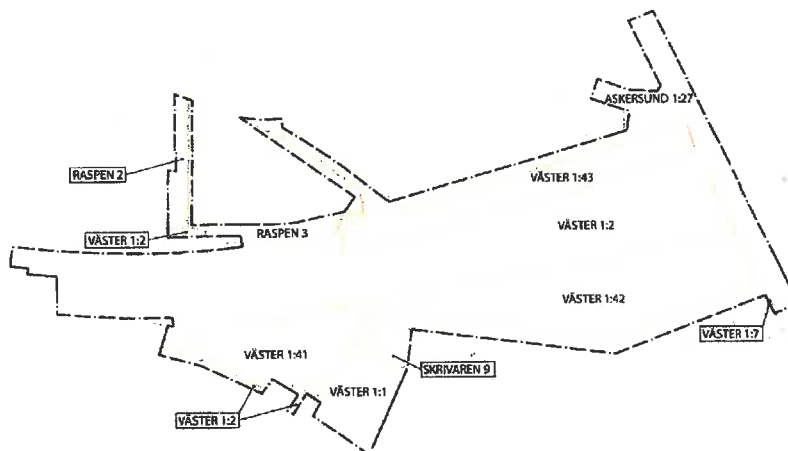 ASKERSUND 1:27
RASPEN 2
VÄSTER 1:43
VÄSTER 1:2
VÄSTER 1:2
RASPEN 3
VÄSTER 1:42
VÄSTER 1:7
VÄSTER 1:41
SKRIVAREN 9
VÄSTER 1:1
VÄSTER 1:2